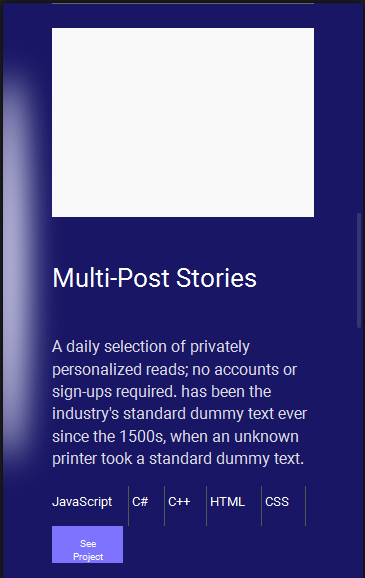 Multi-Post Stories
A daily selection of privately
personalized reads; no accounts or
sign-ups required. has been the
industry's standard dummy text ever
since the 1500s, when an unknown
printer took a standard dummy text.
JavaScript C# C++ HTML CSS
See
Project